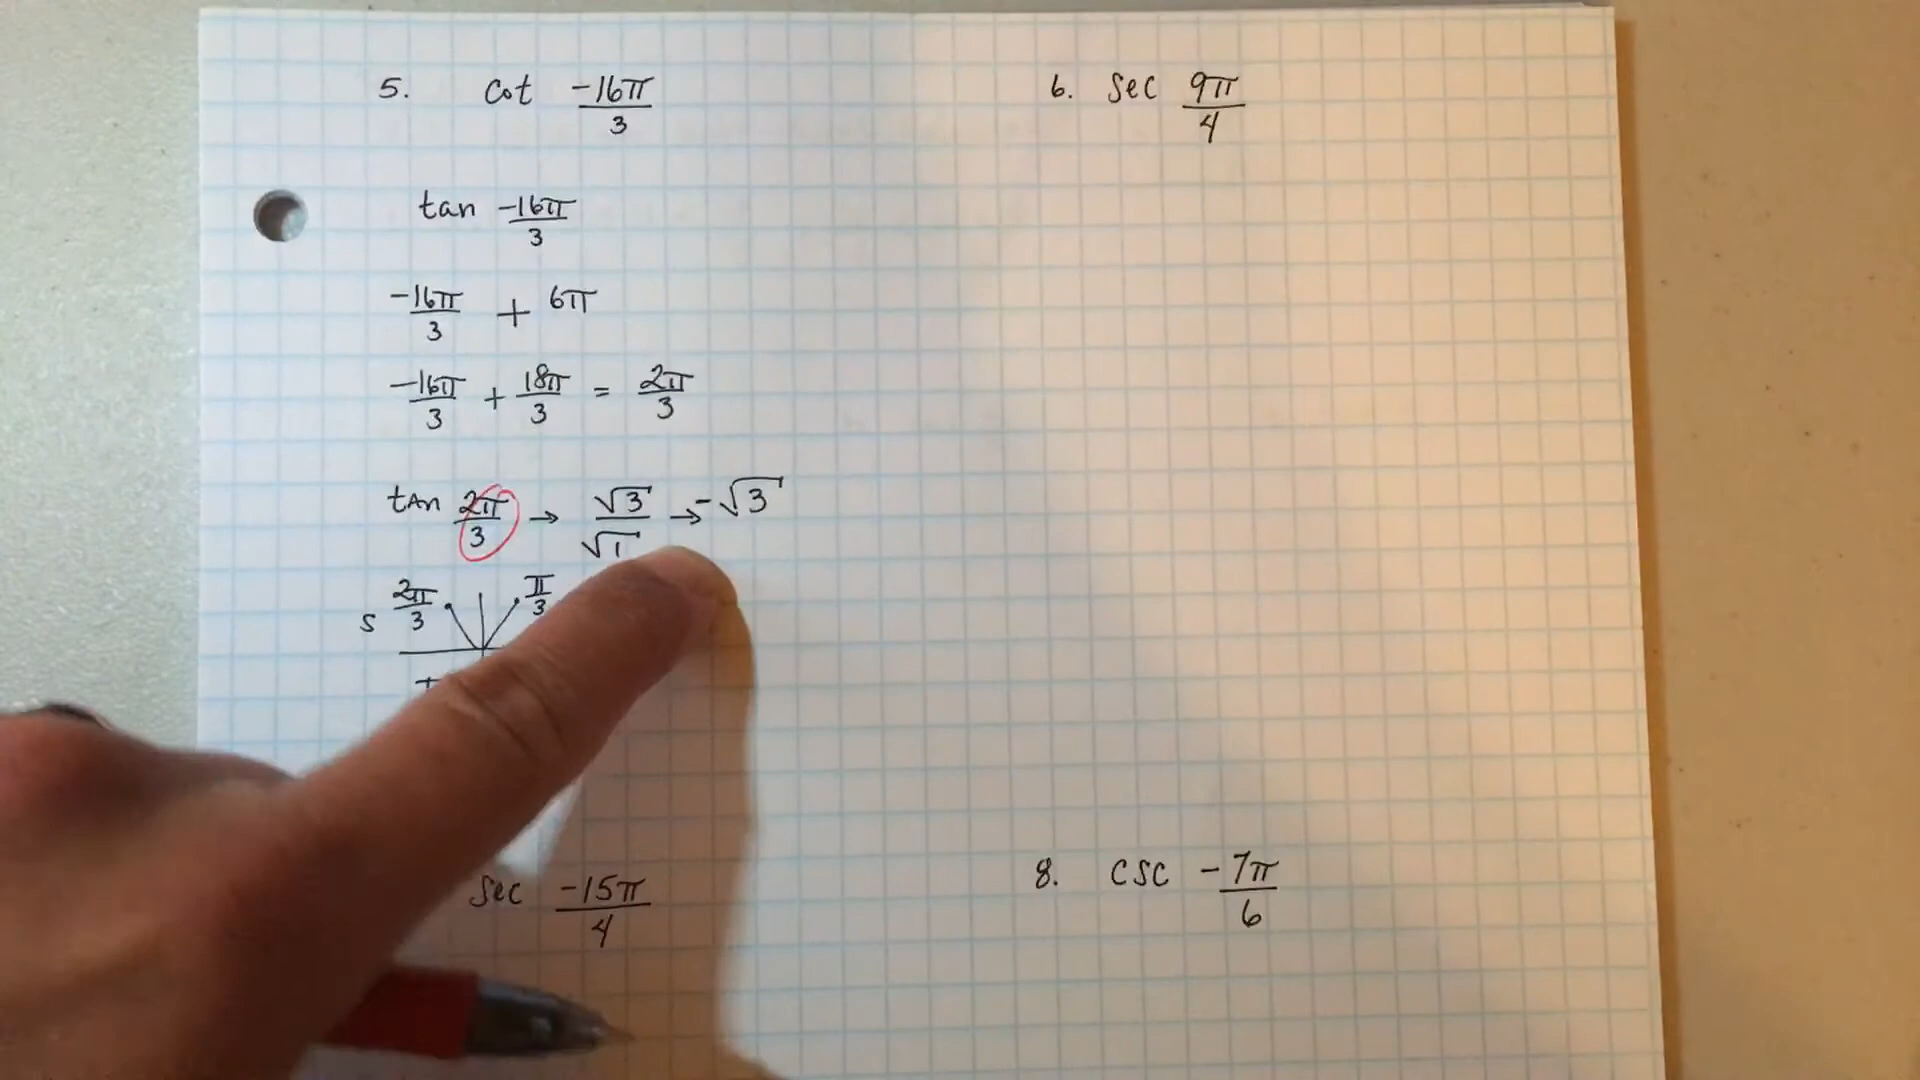 5. cot -16π/3
tan -16π/3
-16π/3 + 6π
-16π/3 + 18π/3 = 2π/3
tan 2π/3 → √3/√1 → -√3
S 2π/3 π/3
T
sec -15π/4
6. sec 9π/4
8. csc -7π/6